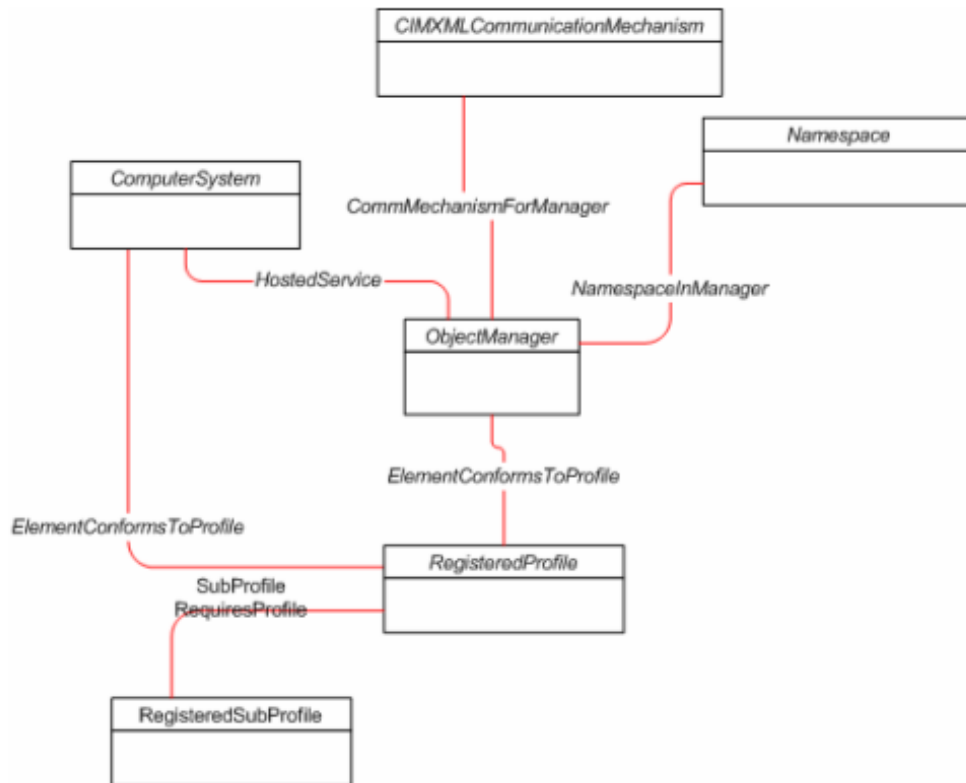 CIMXMLCommunicationMechanism
Namespace
ComputerSystem
CommMechanismForManager
HostedService
NamespaceInManager
ObjectManager
ElementConformsToProfile
ElementConformsToProfile
RegisteredProfile
SubProfile
RequiresProfile
RegisteredSubProfile